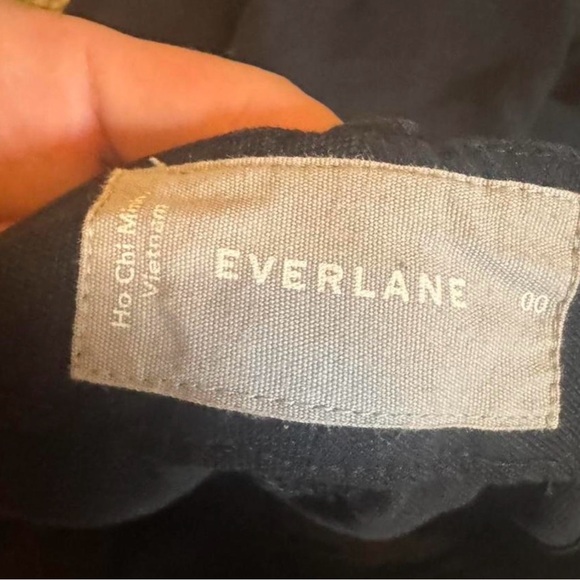 Ho Chi Minh,
Vietnam
EVERLANE
00